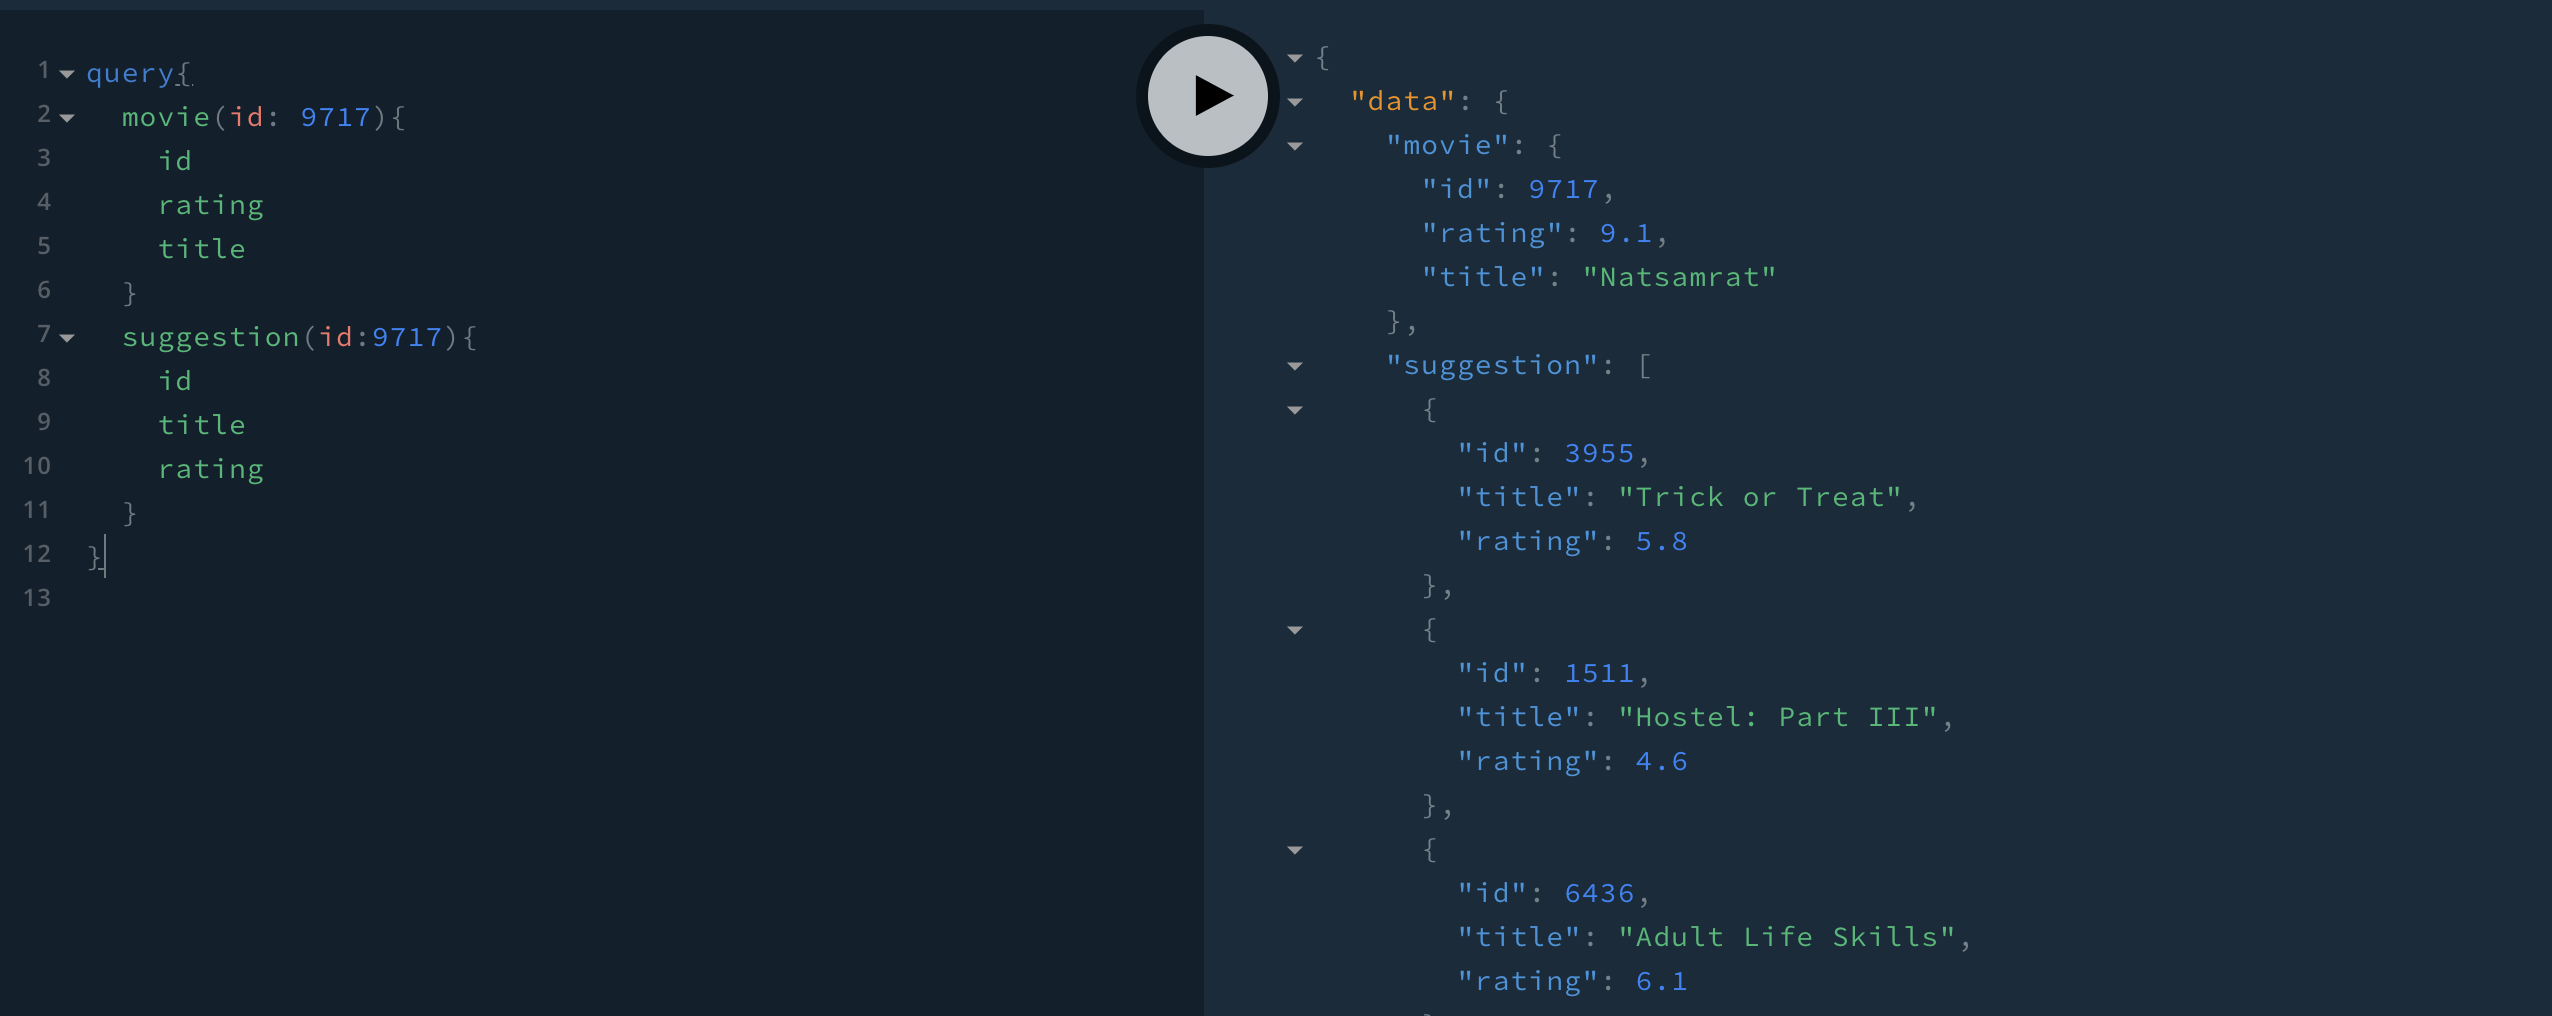 1 query{
2 movie(id: 9717){
3 id
4 rating
5 title
6 }
7 suggestion(id:9717){
8 id
9 title
10 rating
11 }
12 }
13
{
"data": {
"movie": {
"id": 9717,
"rating": 9.1,
"title": "Natsamrat"
},
"suggestion": [
{
"id": 3955,
"title": "Trick or Treat",
"rating": 5.8
},
{
"id": 1511,
"title": "Hostel: Part III",
"rating": 4.6
},
{
"id": 6436,
"title": "Adult Life Skills",
"rating": 6.1